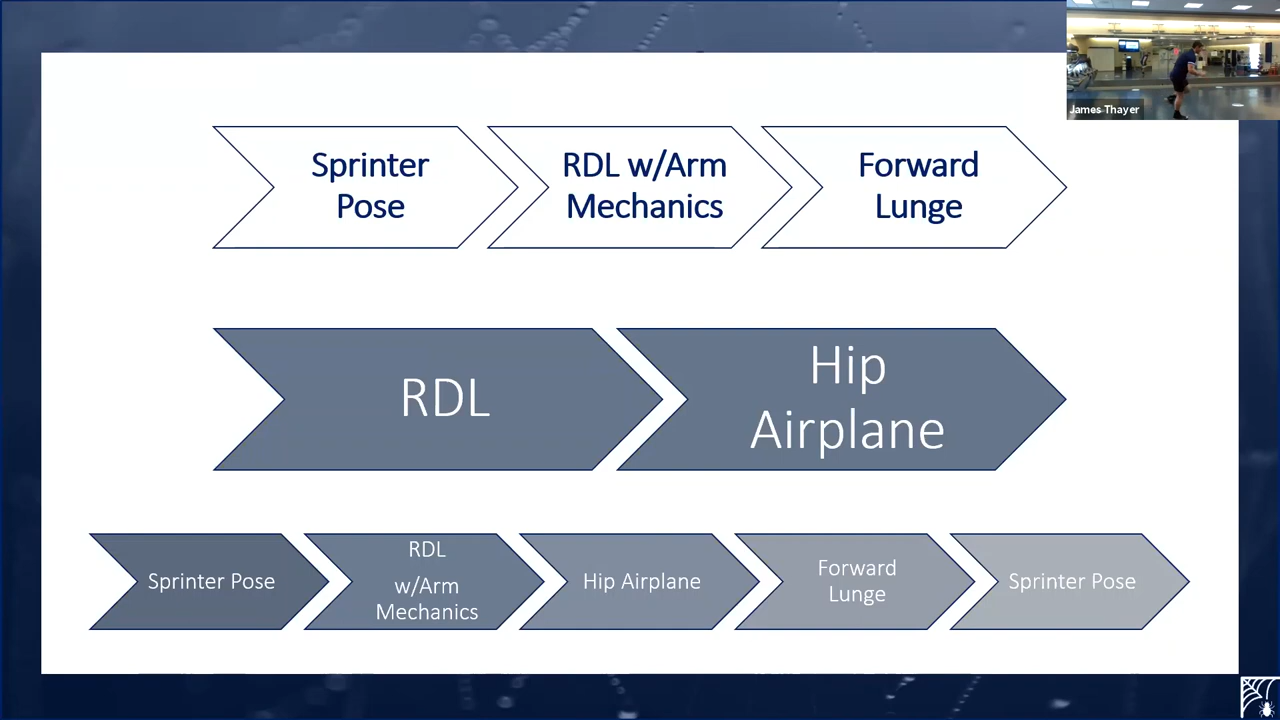 James Thayer
Sprinter
Pose
RDL w/Arm
Mechanics
Forward
Lunge
RDL
Hip
Airplane
Sprinter Pose
RDL
w/Arm
Mechanics
Hip Airplane
Forward
Lunge
Sprinter Pose